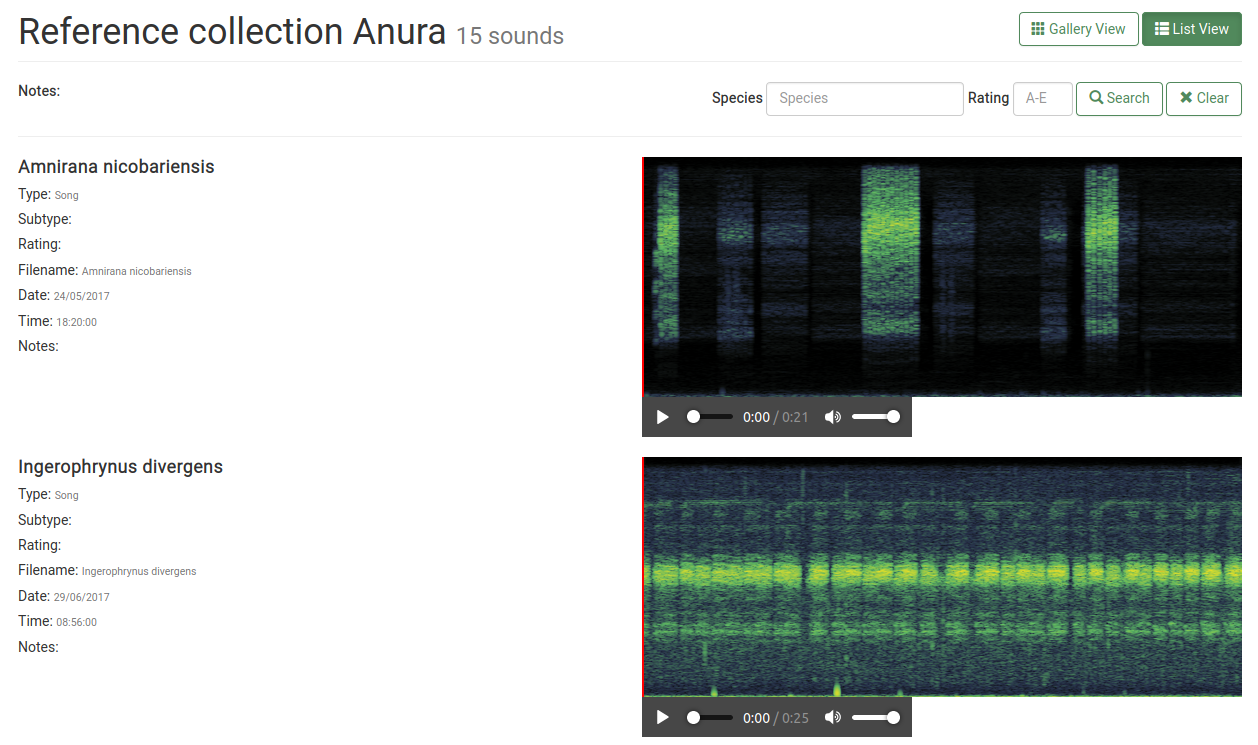 Reference collection Anura 15 sounds
Gallery View
List View
Notes:
Species Species Rating A-E Search Clear
Amnirana nicobariensis
Type: Song
Subtype:
Rating:
Filename: Amnirana nicobariensis
Date: 24/05/2017
Time: 18:20:00
Notes:
0:00 / 0:21
Ingerophrynus divergens
Type: Song
Subtype:
Rating:
Filename: Ingerophrynus divergens
Date: 29/06/2017
Time: 08:56:00
Notes:
0:00 / 0:25